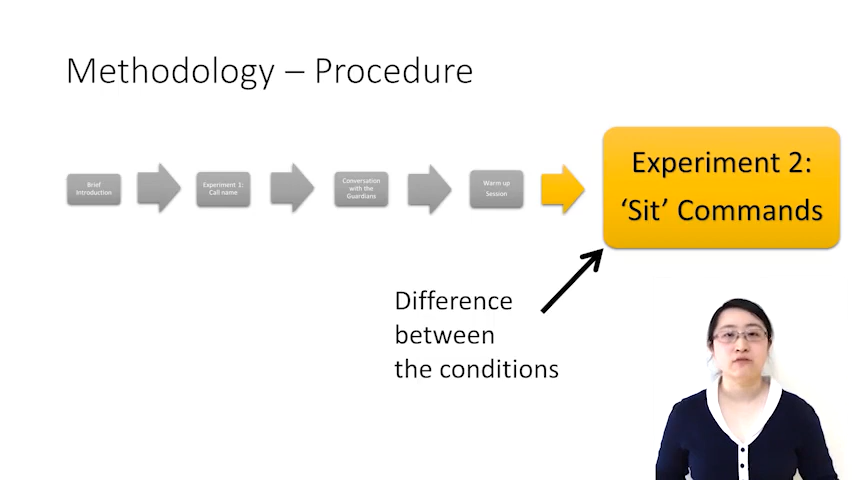 Methodology – Procedure
Brief
Introduction
Experiment 1:
Call name
Conversation
with the
Guardians
Warm up
Session
Experiment 2:
‘Sit’ Commands
Difference
between
the conditions